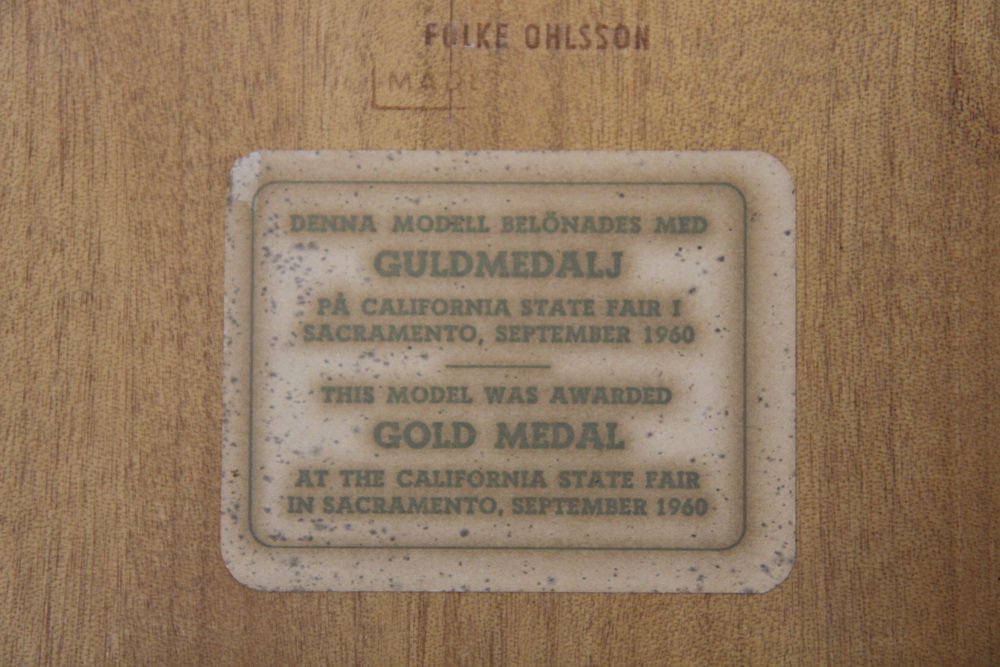 FOLKE OHLSSON
DENNA MODELL BELÖNADES MED
GULDMEDALJ
PÅ CALIFORNIA STATE FAIR I
SACRAMENTO, SEPTEMBER 1960
THIS MODEL WAS AWARDED
GOLD MEDAL
AT THE CALIFORNIA STATE FAIR
IN SACRAMENTO, SEPTEMBER 1960